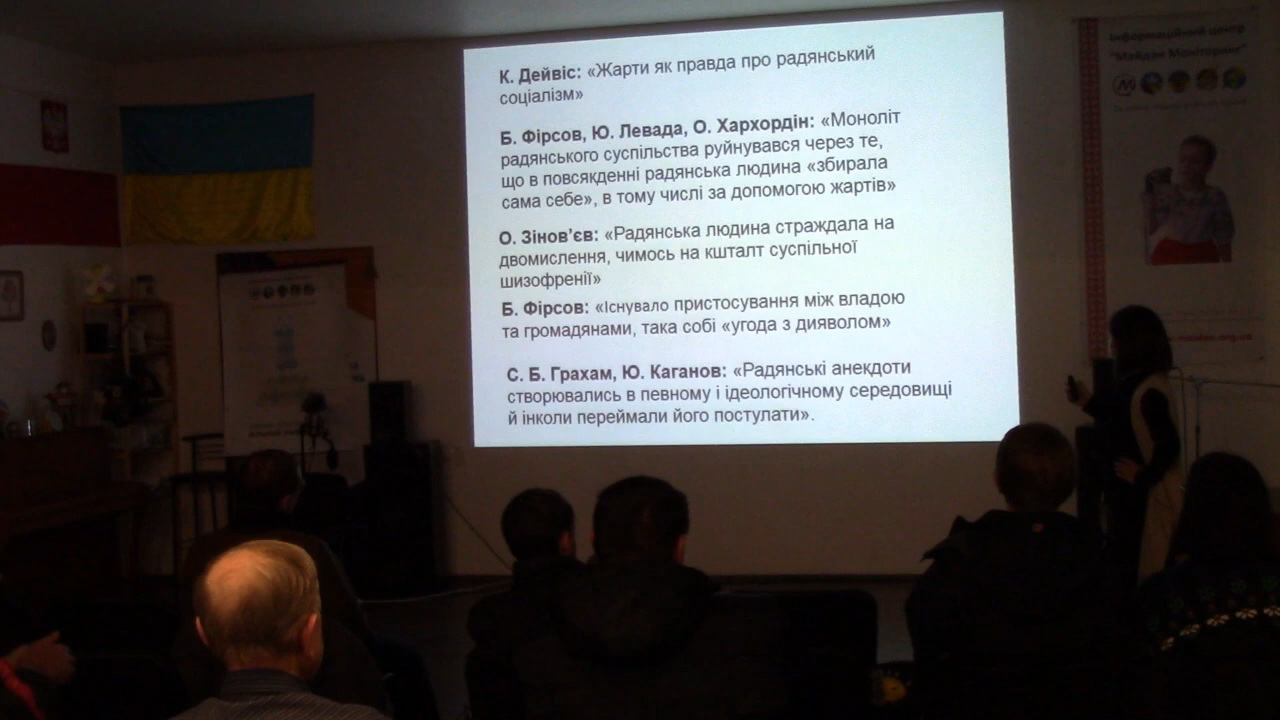 К. Дейвіс: «Жарти як правда про радянський
соціалізм»
Б. Фірсов, Ю. Левада, О. Хархордін: «Моноліт
радянського суспільства руйнувався через те,
що в повсякденні радянська людина «збирала
сама себе», в тому числі за допомогою жартів»
О. Зінов'єв: «Радянська людина страждала на
двомислення, чимось на кшталт суспільної
шизофренії»
Б. Фірсов: «Існувало пристосування між владою
та громадянами, така собі «угода з дияволом»
С. Б. Грахам, Ю. Каганов: «Радянські анекдоти
створювались в певному і ідеологічному середовищі
й інколи переймали його постулати».
Інформаційний центр
"Майдан Моніторинг"